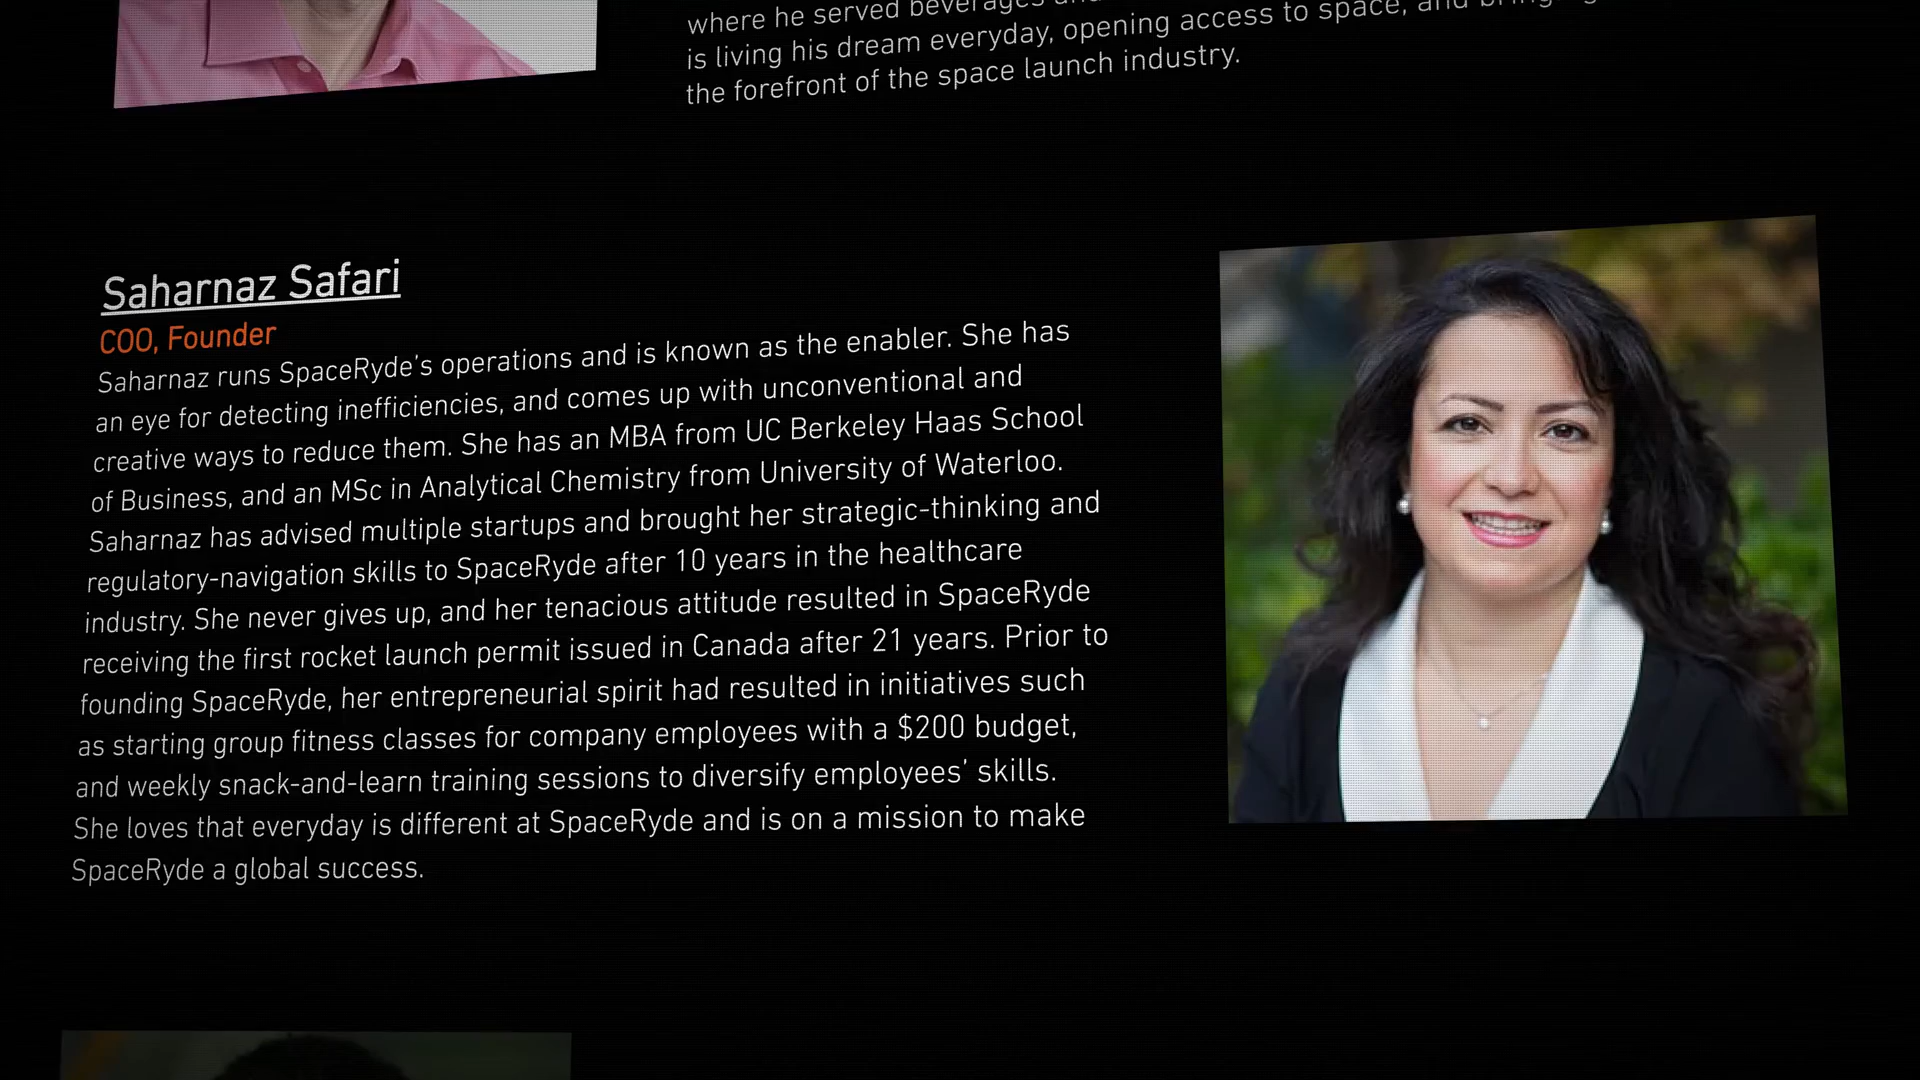 where he served beverages
is living his dream everyday, opening access to space, and bringing
the forefront of the space launch industry.
Saharnaz Safari
COO, Founder
Saharnaz runs SpaceRyde’s operations and is known as the enabler. She has
an eye for detecting inefficiencies, and comes up with unconventional and
creative ways to reduce them. She has an MBA from UC Berkeley Haas School
of Business, and an MSc in Analytical Chemistry from University of Waterloo.
Saharnaz has advised multiple startups and brought her strategic-thinking and
regulatory-navigation skills to SpaceRyde after 10 years in the healthcare
industry. She never gives up, and her tenacious attitude resulted in SpaceRyde
receiving the first rocket launch permit issued in Canada after 21 years. Prior to
founding SpaceRyde, her entrepreneurial spirit had resulted in initiatives such
as starting group fitness classes for company employees with a $200 budget,
and weekly snack-and-learn training sessions to diversify employees’ skills.
She loves that everyday is different at SpaceRyde and is on a mission to make
SpaceRyde a global success.